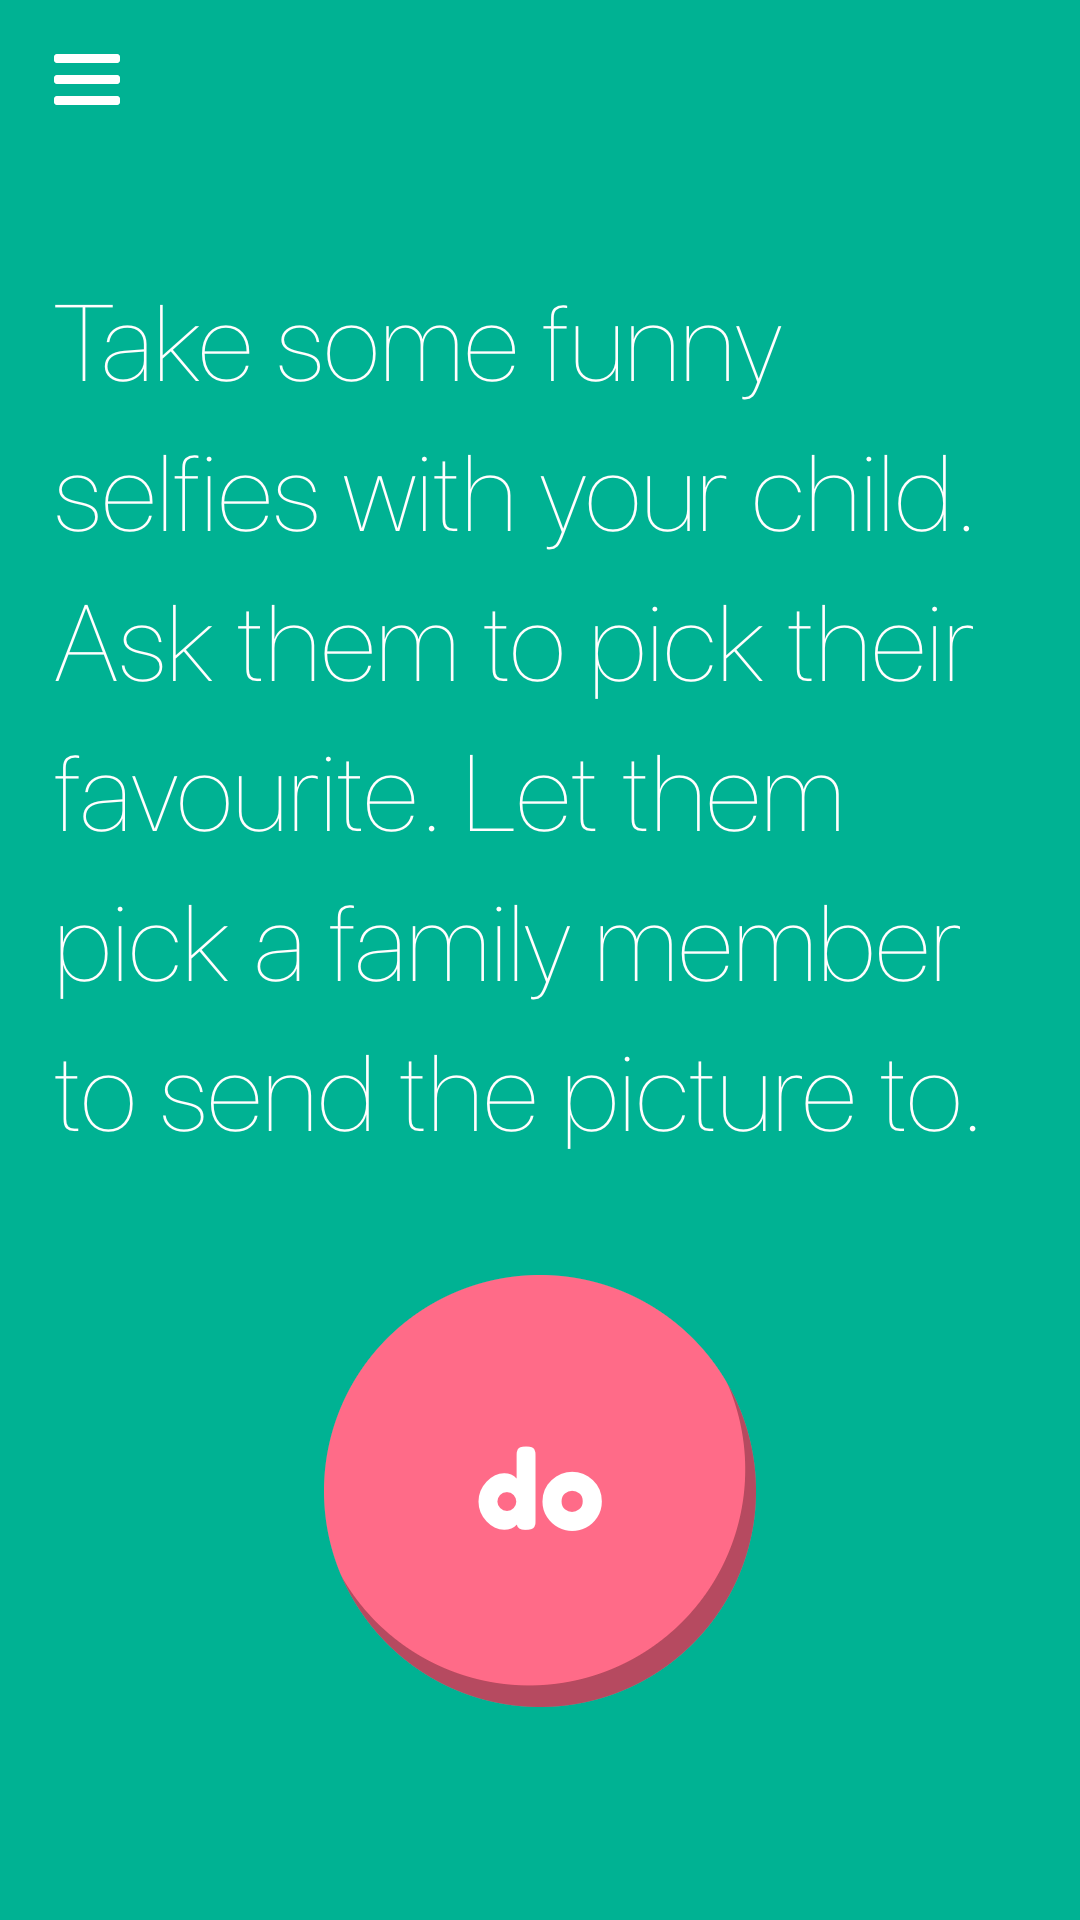 Take some funny
selfies with your child.
Ask them to pick their
favourite. Let them
pick a family member
to send the picture to.
do